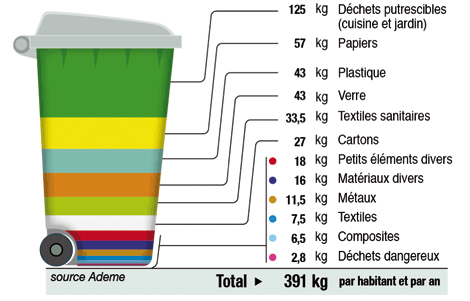 125 kg Déchets putrescibles
(cuisine et jardin)
57 kg Papiers
43 kg Plastique
43 kg Verre
33,5 kg Textiles sanitaires
27 kg Cartons
18 kg Petits éléments divers
16 kg Matériaux divers
11,5 kg Métaux
7,5 kg Textiles
6,5 kg Composites
2,8 kg Déchets dangereux
source Ademe
Total ► 391 kg par habitant et par an